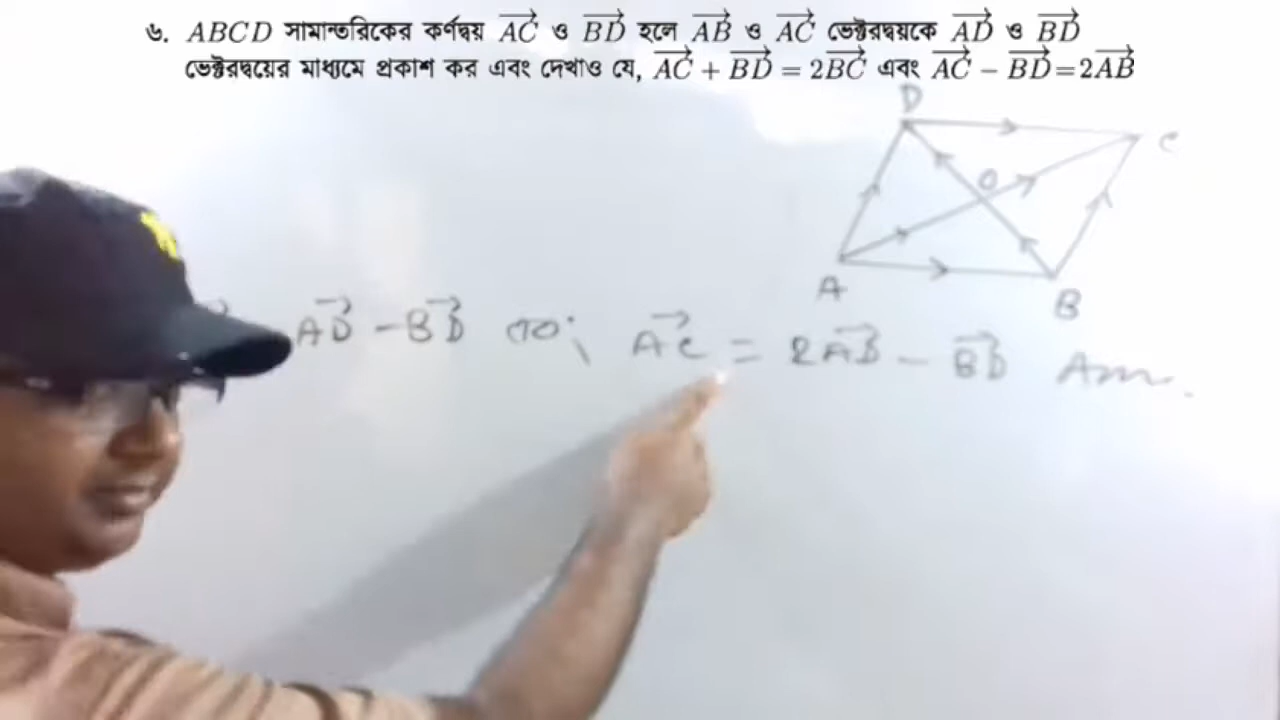 ৬. ABCD সামান্তরিকের কর্ণদ্বয় \overrightarrow{AC} ও \overrightarrow{BD} হলে \overrightarrow{AB} ও \overrightarrow{AC} ভেক্টরদ্বয়কে \overrightarrow{AD} ও \overrightarrow{BD}
ভেক্টরদ্বয়ের মাধ্যমে প্রকাশ কর এবং দেখাও যে, \overrightarrow{AC} + \overrightarrow{BD} = 2\overrightarrow{BC} এবং \overrightarrow{AC} − \overrightarrow{BD} = 2\overrightarrow{AB}
D
C
O
A
B
\overrightarrow{AD} − \overrightarrow{BD}
\overrightarrow{AC} = 2\overrightarrow{AD} − \overrightarrow{BD} Ans.